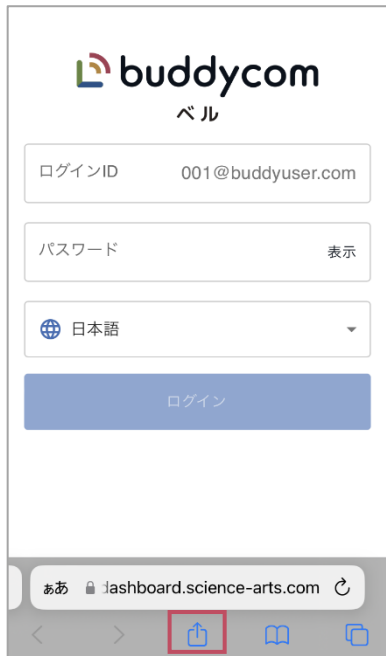 buddycom
ベル
ログインID 001@buddyuser.com
パスワード 表示
日本語
ログイン
ぁあ dashboard.science-arts.com